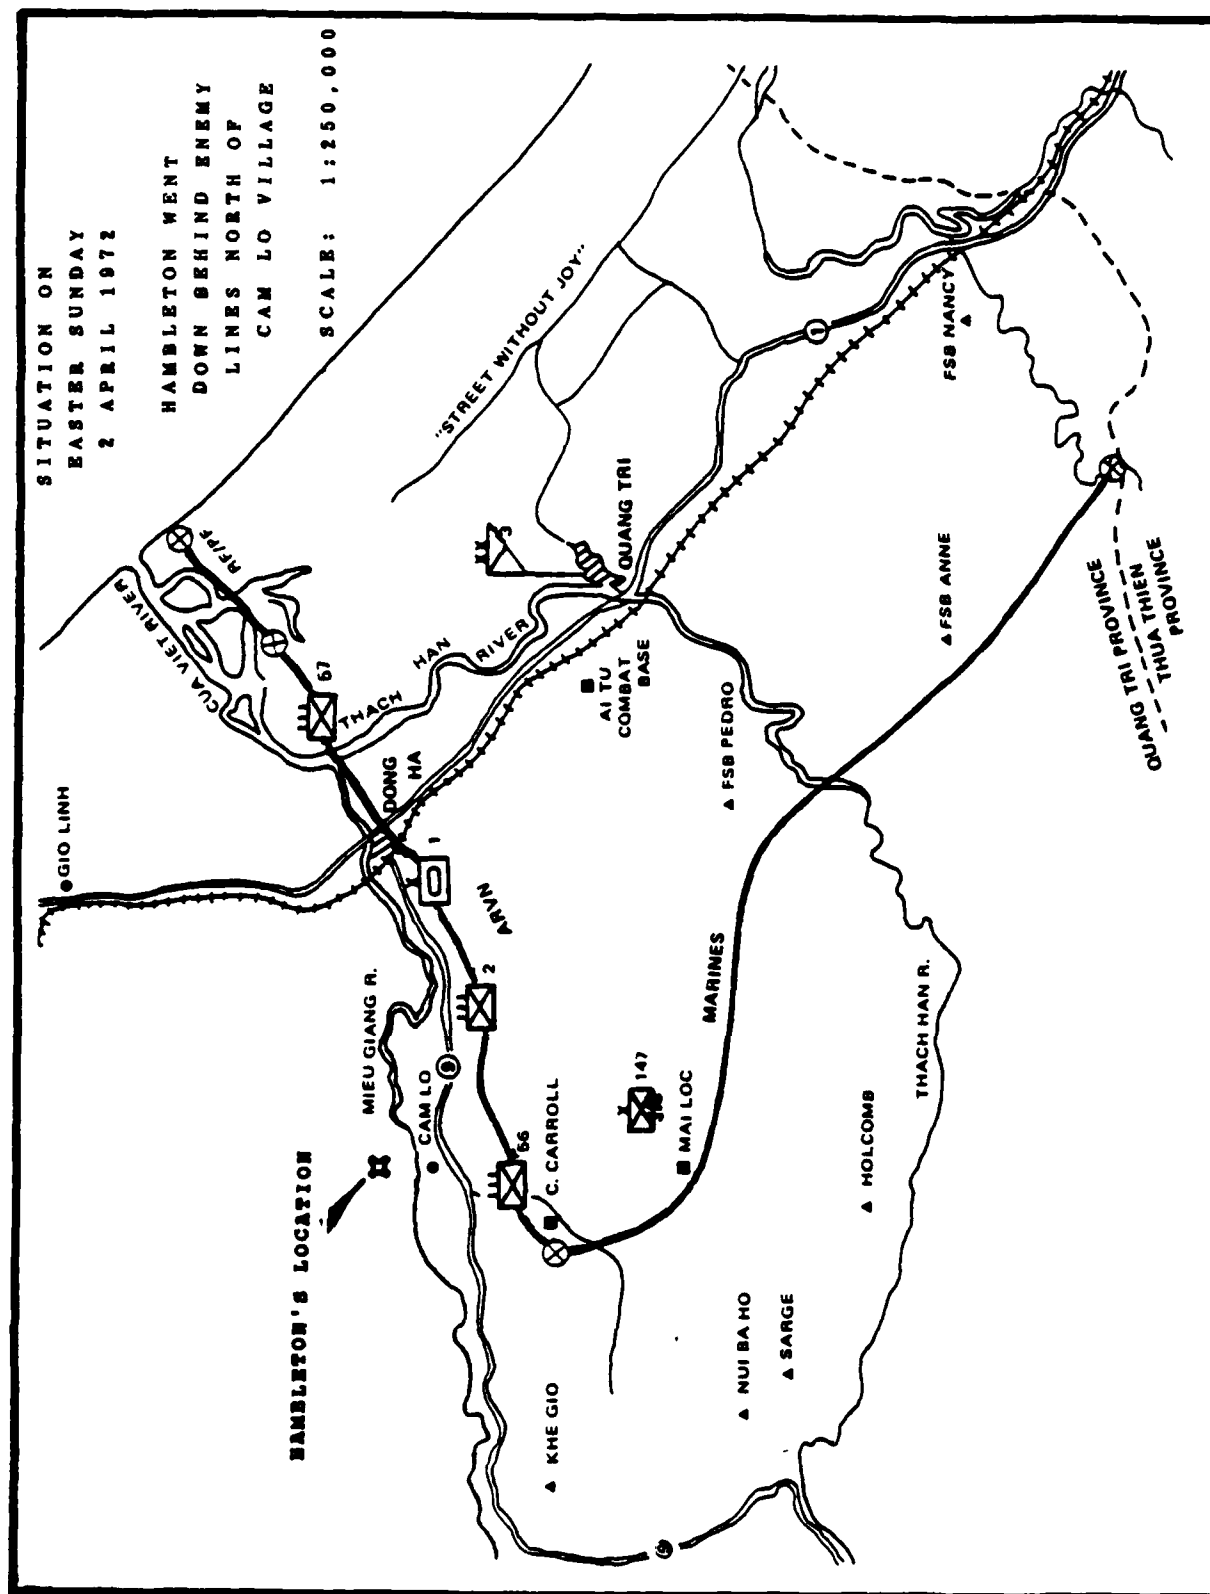 SITUATION ON
EASTER SUNDAY
2 APRIL 1972
HAMBLETON WENT
DOWN BEHIND ENEMY
LINES NORTH OF
CAM LO VILLAGE
SCALE: 1:250,000
"STREET WITHOUT JOY"
GIO LINH
CUA VIET RIVER
RF/PF
57
THACH
HAN
RIVER
DONG
HA
XX
3
QUANG TRI
AI TU
COMBAT
BASE
1
FSB NANCY
HAMBLETON'S LOCATION
MIEU GIANG R.
CAM LO
9
1
ARVN
2
56
C. CARROLL
147
MAI LOC
MARINES
FSB PEDRO
FSB ANNE
QUANG TRI PROVINCE
THUA THIEN
PROVINCE
KHE GIO
NUI BA HO
SARGE
HOLCOMB
THACH HAN R.
9